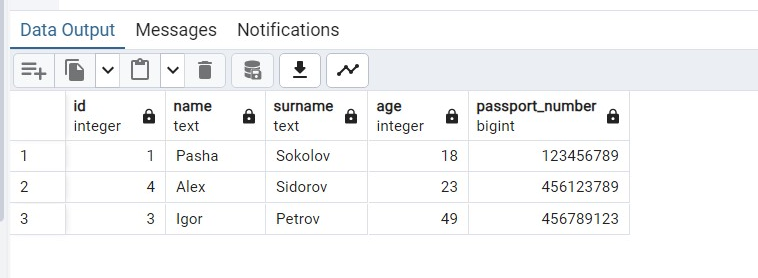 Data Output Messages Notifications
id name surname age passport_number
integer text text integer bigint
1 1 Pasha Sokolov 18 123456789
2 4 Alex Sidorov 23 456123789
3 3 Igor Petrov 49 456789123